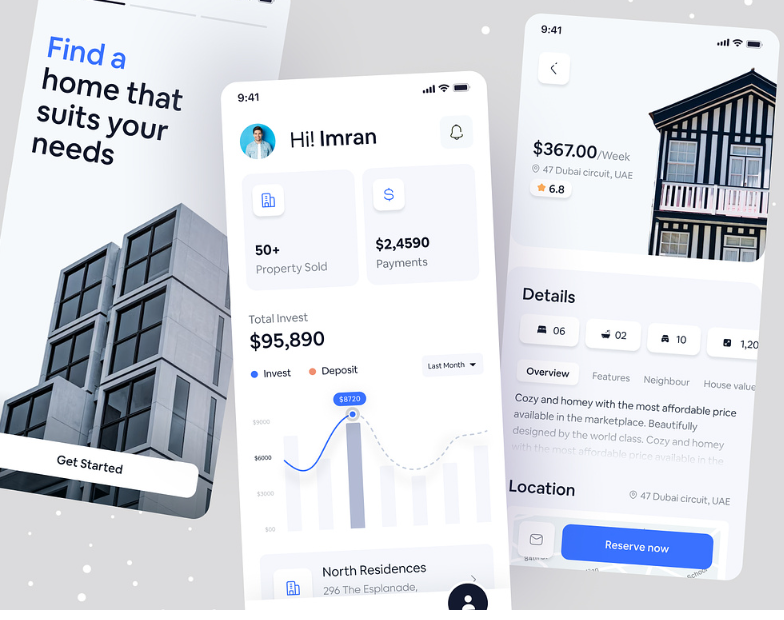 Find a
home that
suits your
needs
Get Started
9:41
Hi! Imran
50+
Property Sold
$2,4590
Payments
Total Invest
$95,890
Invest
Deposit
Last Month
$8720
$9000
$6000
$3000
$00
North Residences
296 The Esplanade,
9:41
$367.00/Week
47 Dubai circuit, UAE
6.8
Details
06
02
10
1,20
Overview
Features
Neighbour
House value
Cozy and homey with the most affordable price
available in the marketplace. Beautifully
designed by the world class. Cozy and homey
with the most affordable price available in the
Location
47 Dubai circuit, UAE
Reserve now